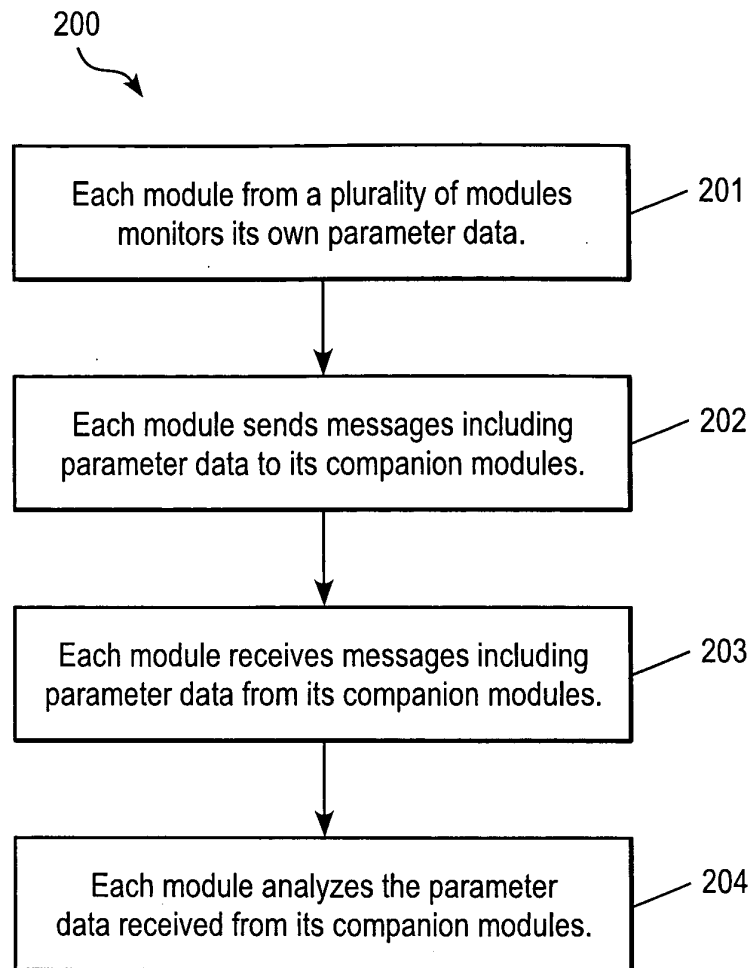 200
Each module from a plurality of modules
monitors its own parameter data.
201
Each module sends messages including
parameter data to its companion modules.
202
Each module receives messages including
parameter data from its companion modules.
203
Each module analyzes the parameter
data received from its companion modules.
204